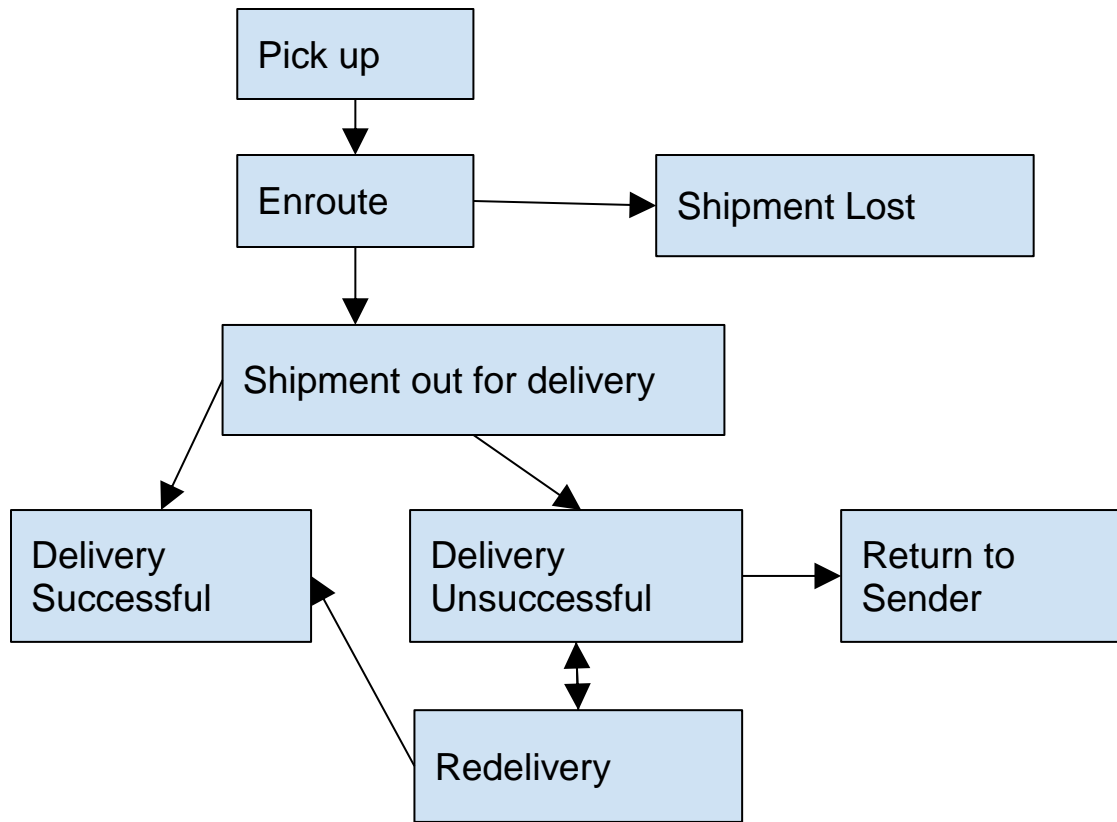 Pick up
Enroute
Shipment Lost
Shipment out for delivery
Delivery
Successful
Delivery
Unsuccessful
Return to
Sender
Redelivery